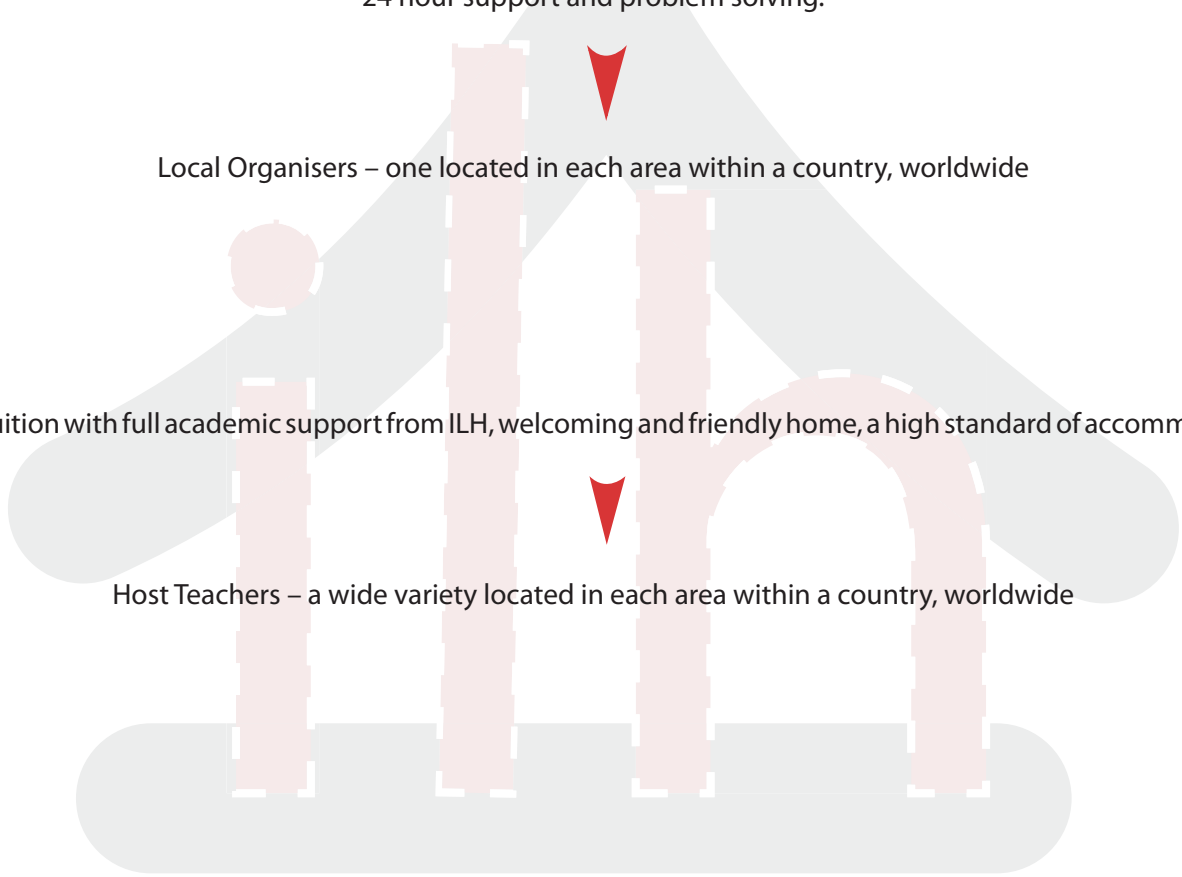 24 hour support and problem solving.
Local Organisers – one located in each area within a country, worldwide
with full academic support from ILH, welcoming and friendly home, a high standard of
Host Teachers – a wide variety located in each area within a country, worldwide
ilh